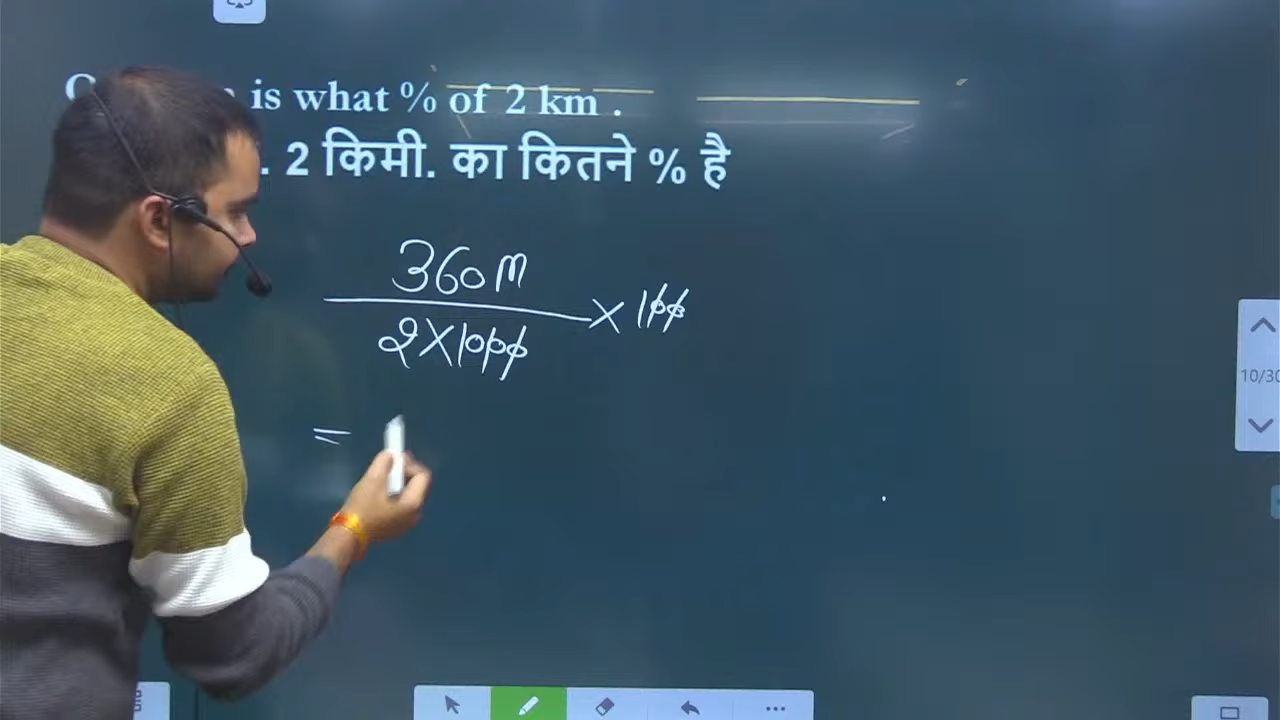 is what % of 2 km .
. 2 किमी. का कितने % है
360m
× 100
2×1000
=
10/30